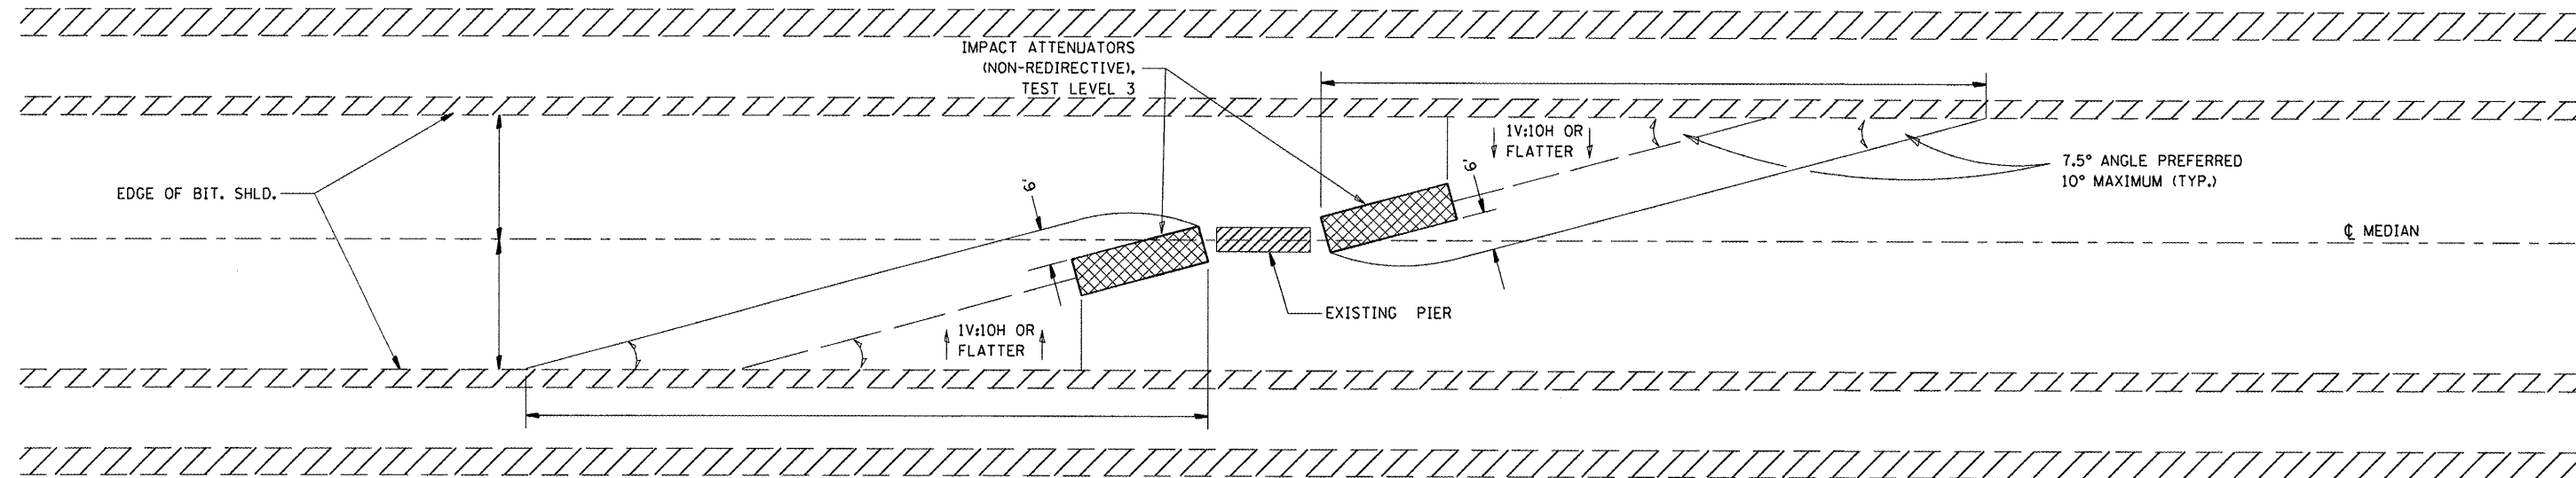 IMPACT ATTENUATORS
(NON-REDIRECTIVE),
TEST LEVEL 3
1V:10H OR
FLATTER
6'
7.5° ANGLE PREFERRED
10° MAXIMUM (TYP.)
EDGE OF BIT. SHLD.
6'
℄ MEDIAN
EXISTING PIER
1V:10H OR
FLATTER